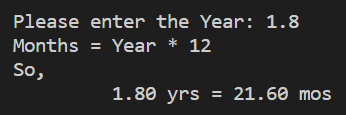 Please enter the Year: 1.8
Months = Year * 12
So,
1.80 yrs = 21.60 mos